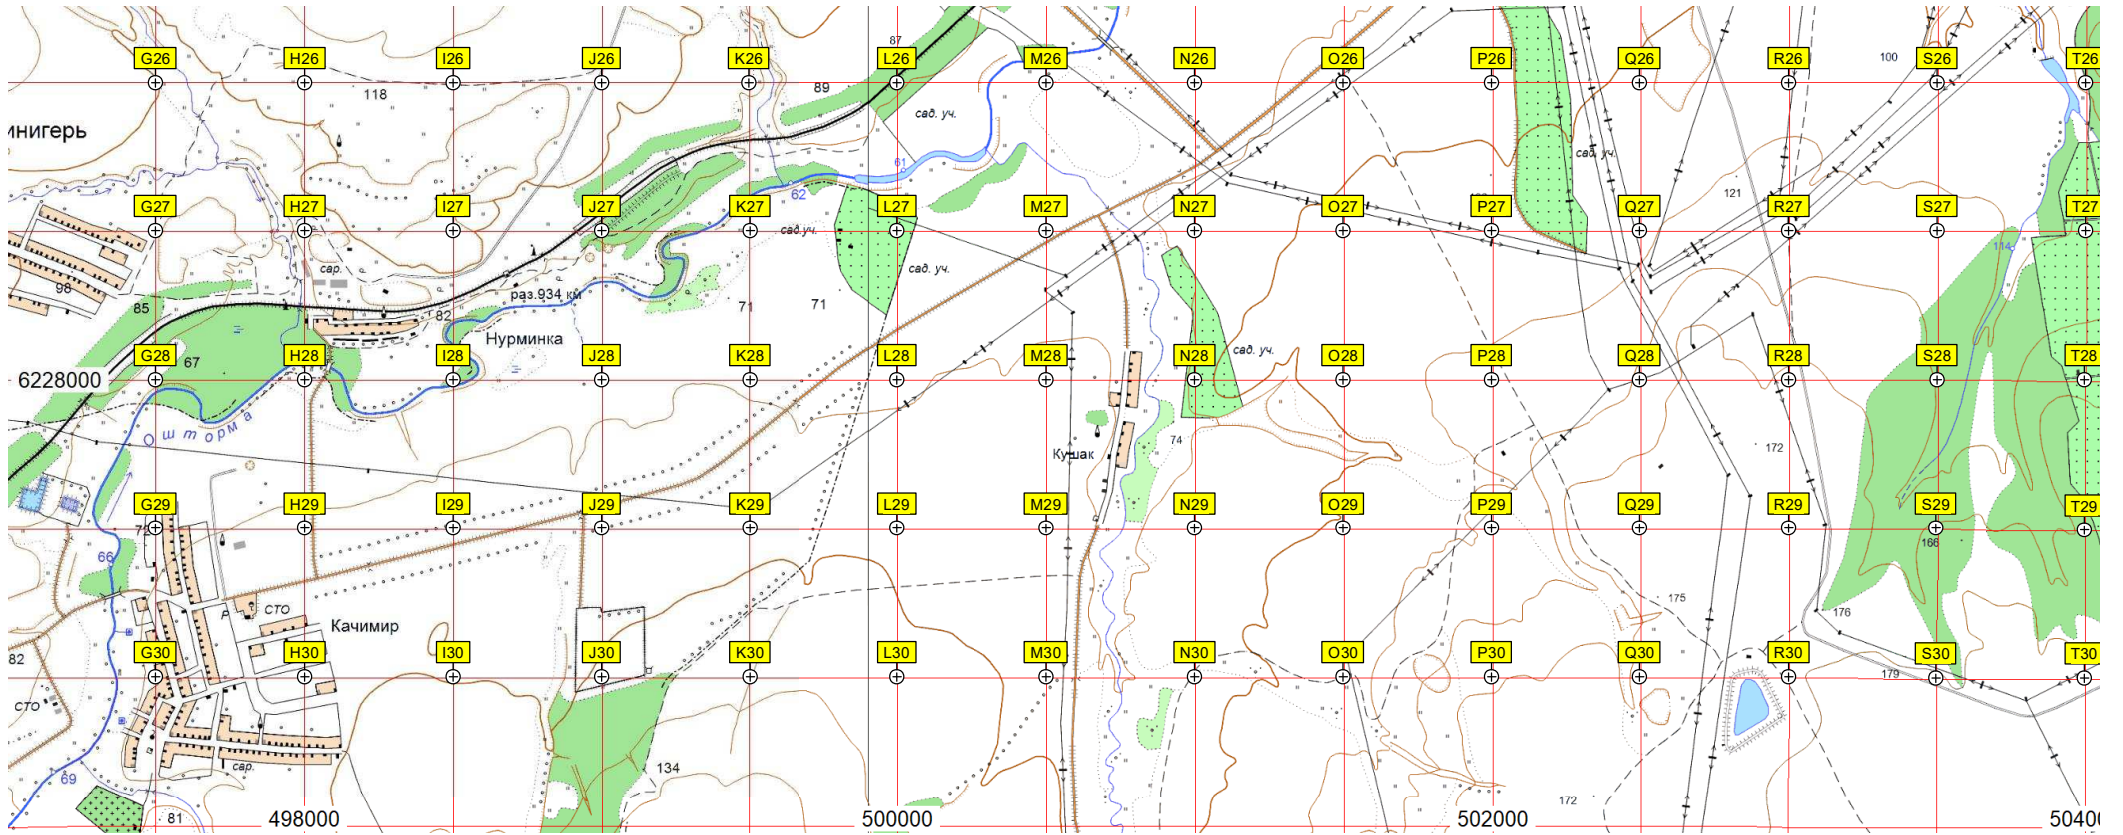 87
G26 H26 I26 J26 K26 L26 M26 N26 O26 P26 Q26 R26 S26 T26
100
89
118
сад. уч.
инигерь
сад. уч.
61
121
62
G27 H27 I27 J27 K27 L27 M27 N27 O27 P27 Q27 R27 S27 T27
сад.уч.
114
сар.
сад. уч.
98
раз.934 км
85
71
71
82
Нурминка
сад. уч.
G28 H28 I28 J28 K28 L28 M28 N28 O28 P28 Q28 R28 S28 T28
67
6228000
Ошторма
74
172
Кушак
G29 H29 I29 J29 K29 L29 M29 N29 O29 P29 Q29 R29 S29 T29
166
66
175
СТО
Р
176
Качимир
G30 H30 I30 J30 K30 L30 M30 N30 O30 P30 Q30 R30 S30 T30
82
179
СТО
сар.
134
69
172
81
498000
500000
502000
5040